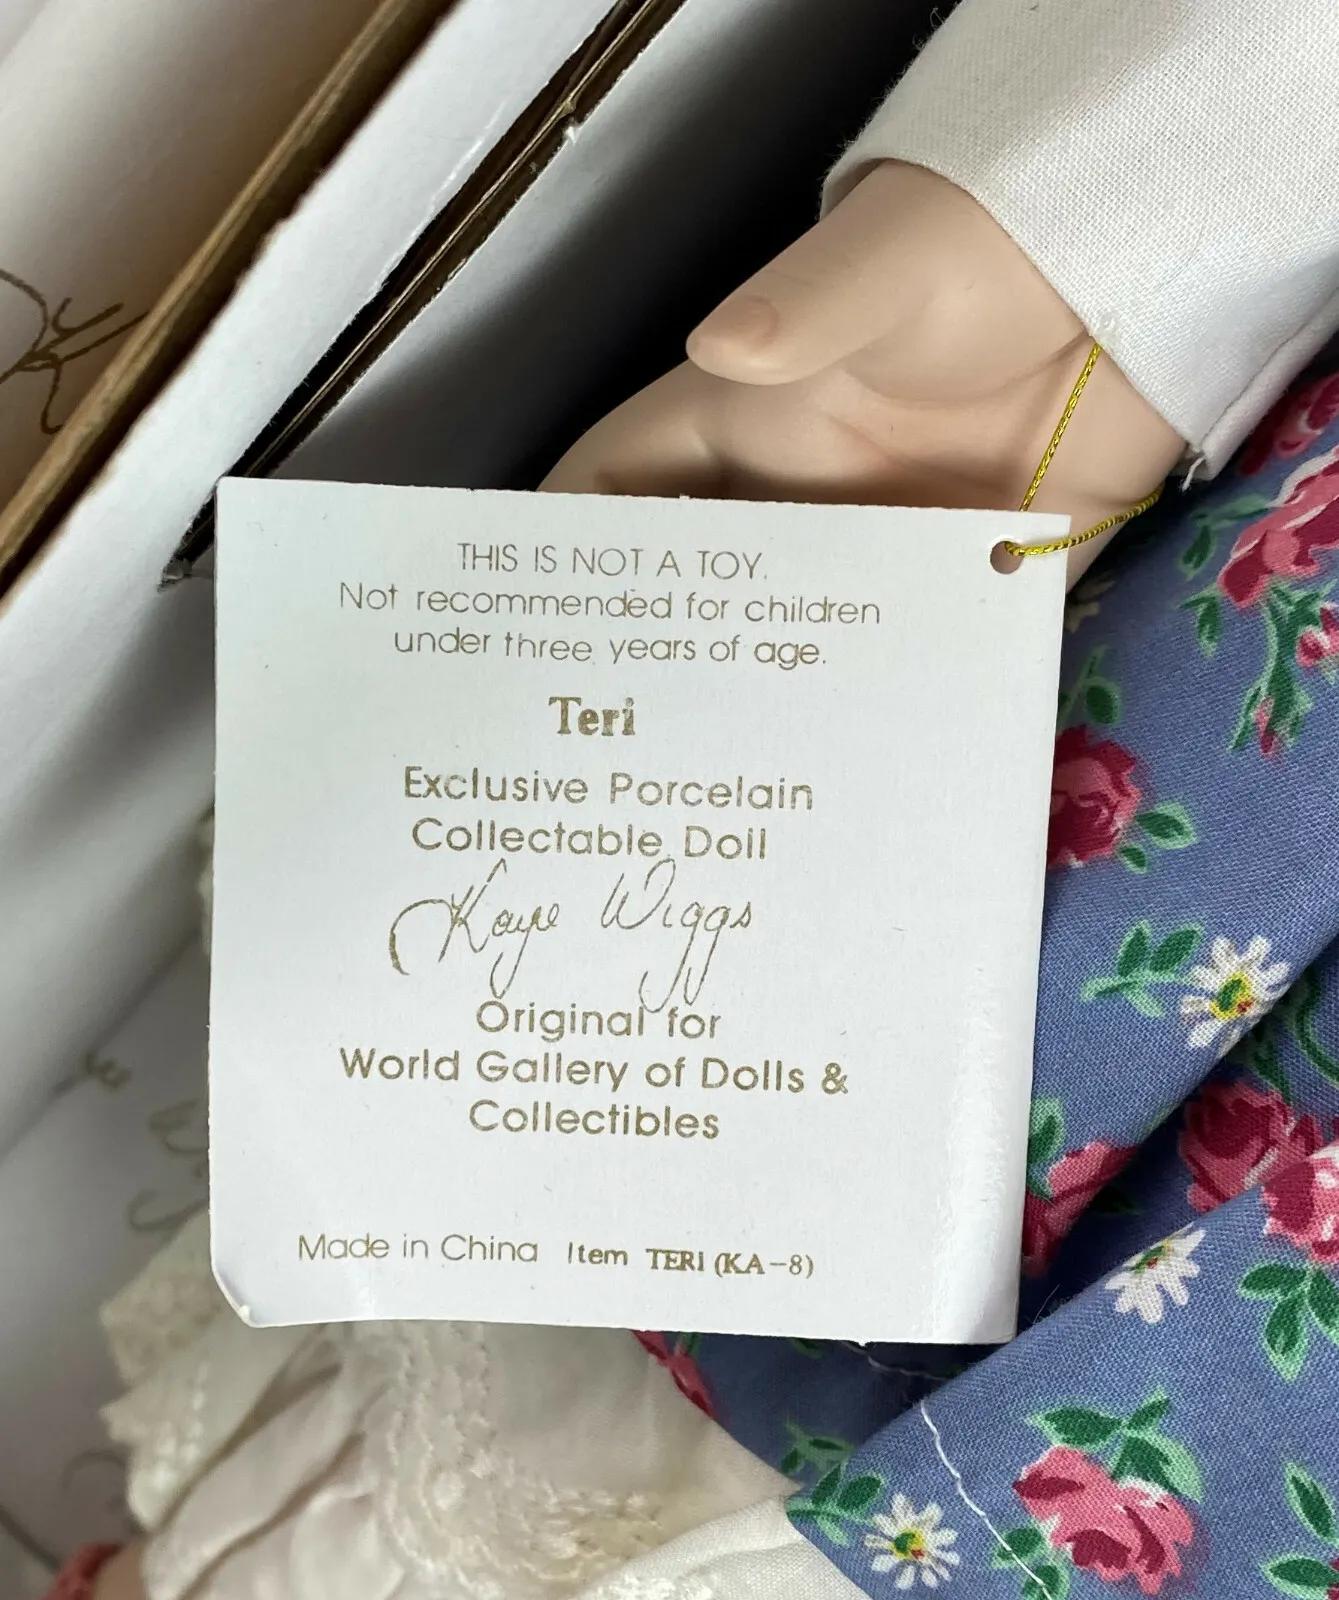 THIS IS NOT A TOY.
Not recommended for children
under three years of age.
Teri
Exclusive Porcelain
Collectable Doll
Kaye Wiggs
Original for
World Gallery of Dolls &
Collectibles
Made in China Item TERI (KA-8)